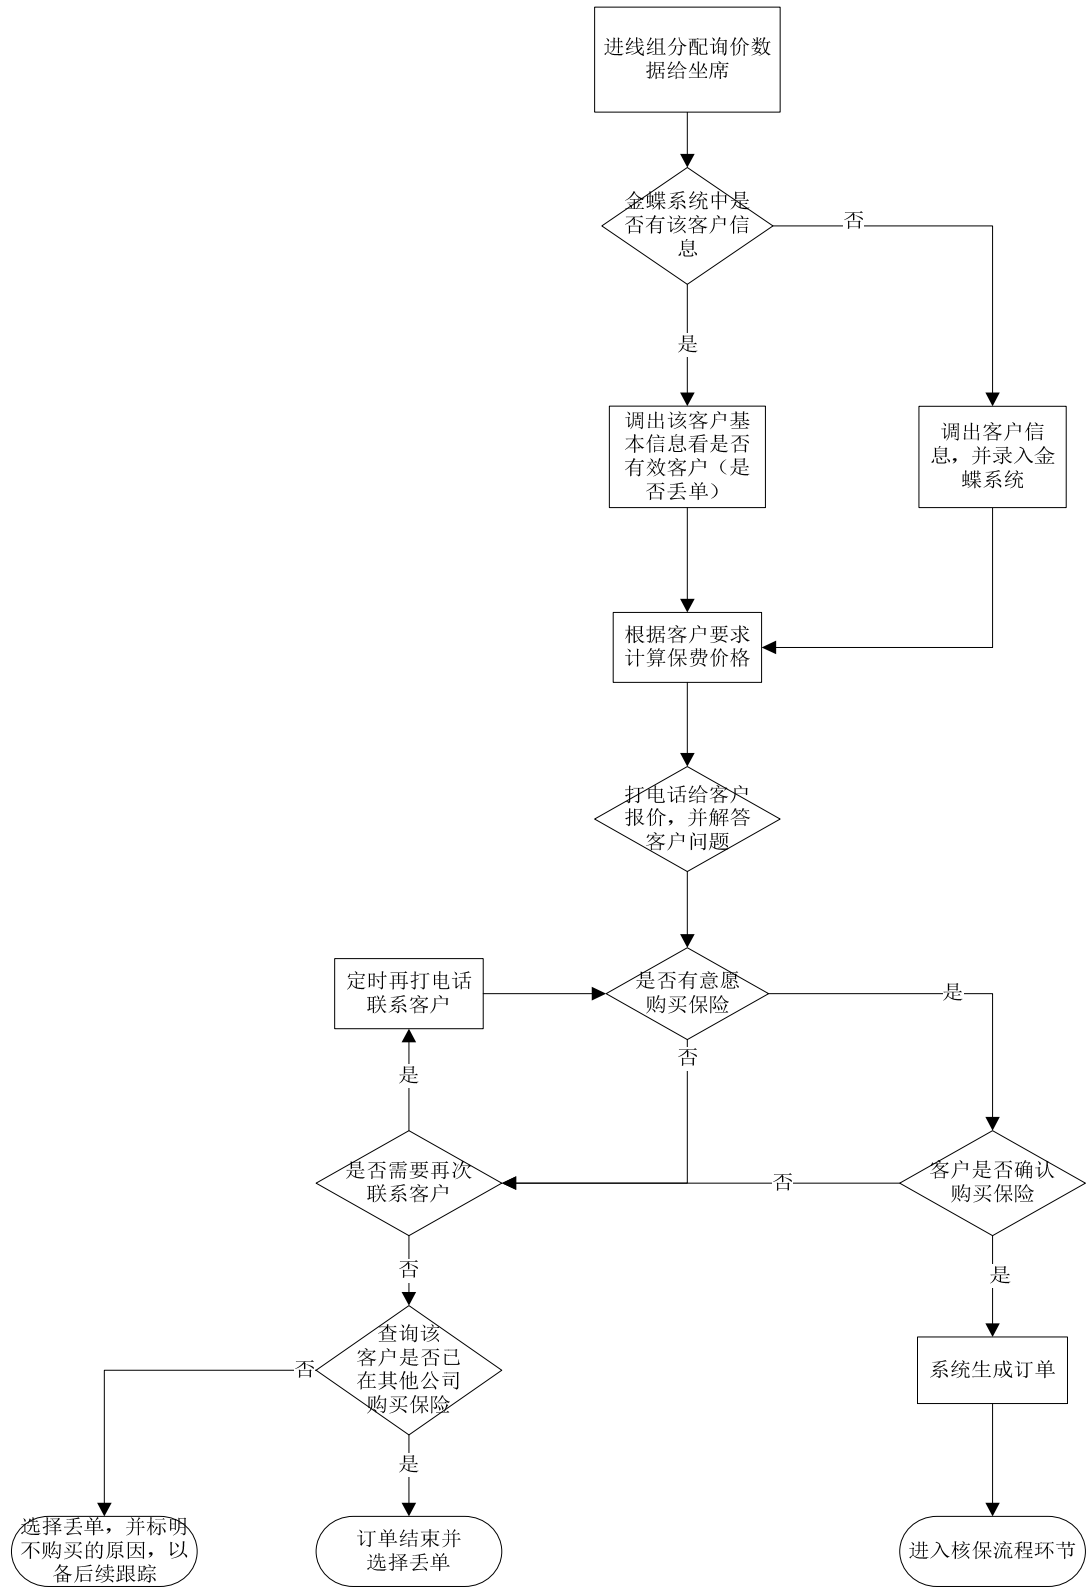 进线组分配询价数
据给坐席
金蝶系统中是
否有该客户信
息
否
是
调出该客户基
本信息看是否
有效客户（是
否丢单）
调出客户信
息，并录入金
蝶系统
根据客户要求
计算保费价格
打电话给客户
报价，并解答
客户问题
定时再打电话
联系客户
是否有意愿
购买保险
是
否
是
是否需要再次
联系客户
否
客户是否确认
购买保险
否
是
查询该
客户是否已
在其他公司
购买保险
否
系统生成订单
是
选择丢单，并标明
不购买的原因，以
备后续跟踪
订单结束并
选择丢单
进入核保流程环节